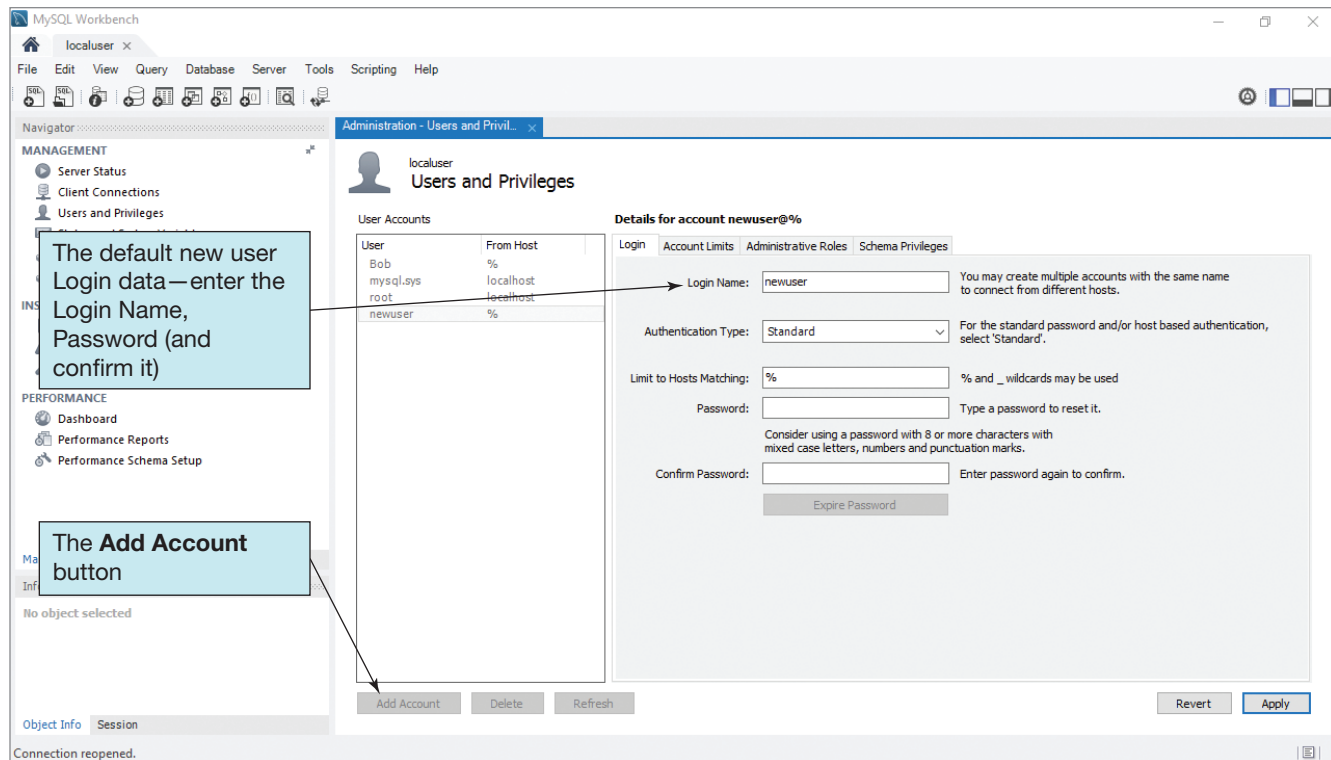 MySQL Workbench
localuser
File Edit View Query Database Server Tools Scripting Help
Navigator
MANAGEMENT
Server Status
Client Connections
Users and Privileges
The default new user
Login data—enter the
Login Name,
Password (and
confirm it)
INS
PERFORMANCE
Dashboard
Performance Reports
Performance Schema Setup
The Add Account
button
Ma
Inf
No object selected
Object Info Session
Connection reopened.
Administration - Users and Privil...
localuser
Users and Privileges
User Accounts
User From Host
Bob %
mysql.sys localhost
root localhost
newuser %
Add Account Delete Refresh
Details for account newuser@%
Login Account Limits Administrative Roles Schema Privileges
Login Name: newuser You may create multiple accounts with the same name
to connect from different hosts.
Authentication Type: Standard For the standard password and/or host based authentication,
select 'Standard'.
Limit to Hosts Matching: % % and _ wildcards may be used
Password: Type a password to reset it.
Consider using a password with 8 or more characters with
mixed case letters, numbers and punctuation marks.
Confirm Password: Enter password again to confirm.
Expire Password
Revert Apply